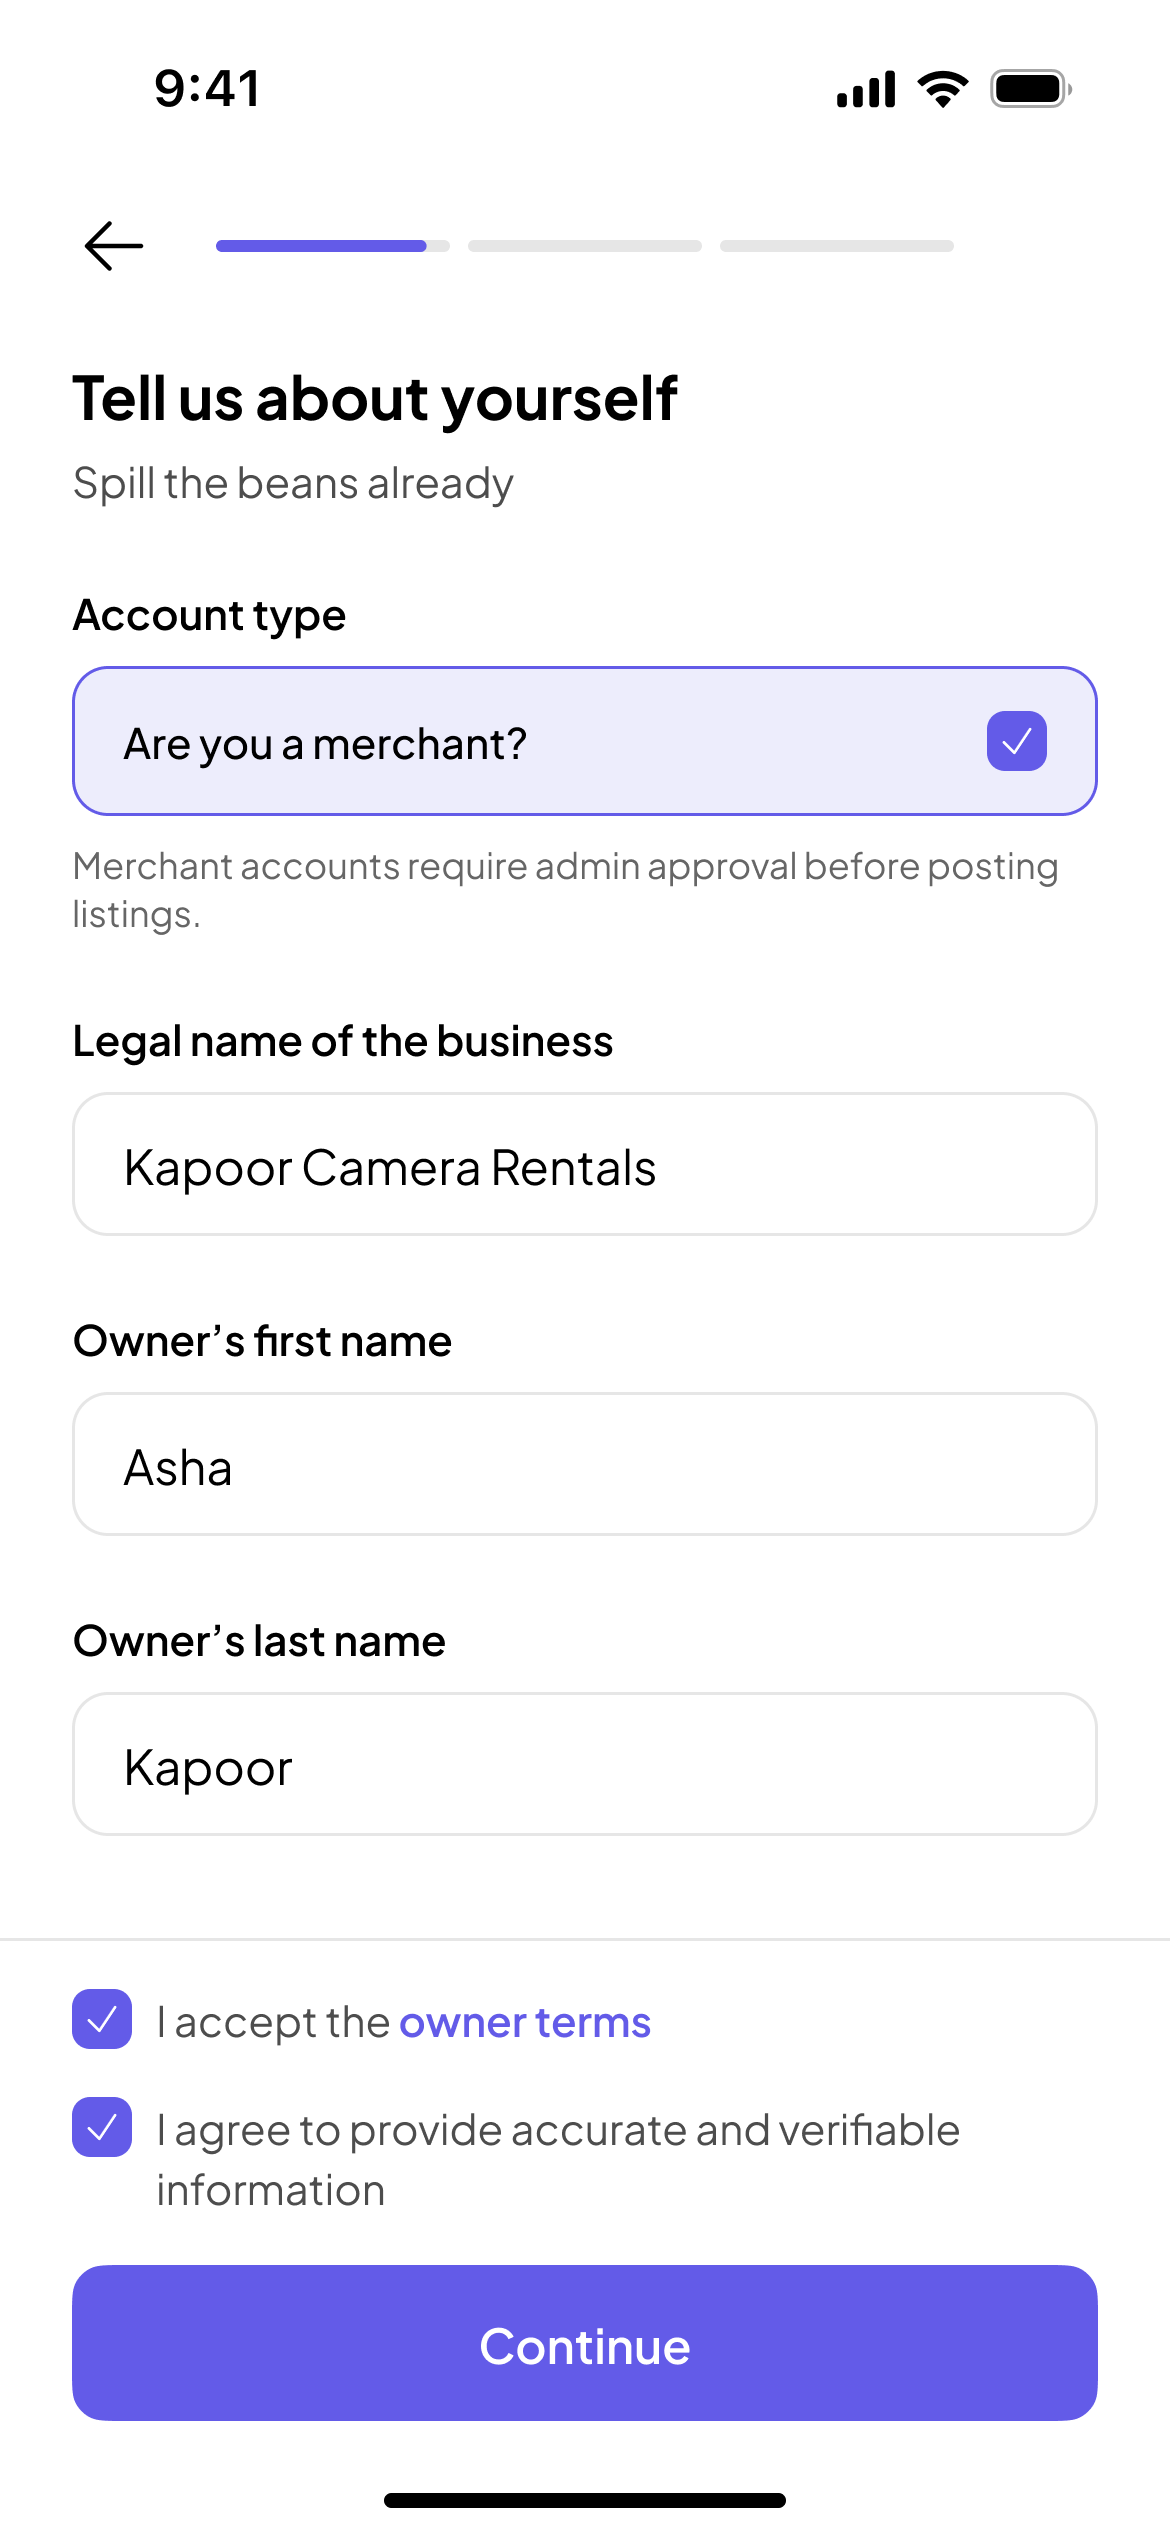 9:41
Tell us about yourself
Spill the beans already
Account type
Are you a merchant?
Merchant accounts require admin approval before posting
listings.
Legal name of the business
Kapoor Camera Rentals
Owner’s first name
Asha
Owner’s last name
Kapoor
I accept the owner terms
I agree to provide accurate and verifiable
information
Continue